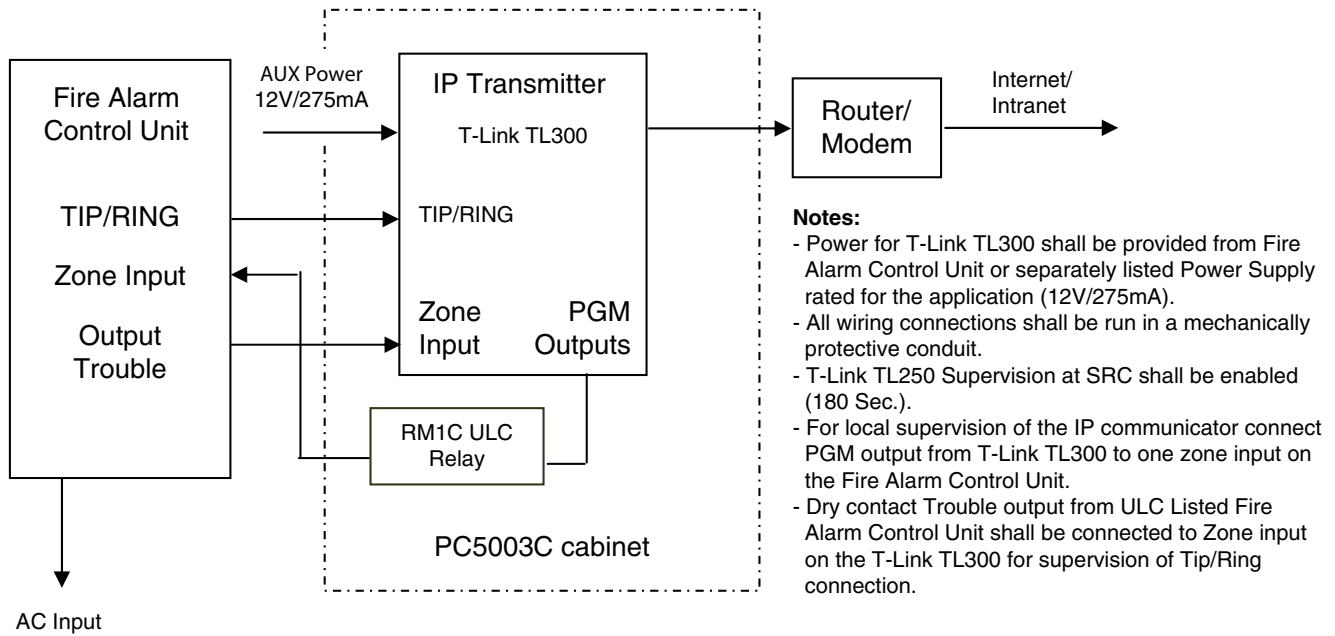 Fire Alarm
Control Unit
TIP/RING
Zone Input
Output
Trouble
AC Input
AUX Power
12V/275mA
IP Transmitter
T-Link TL300
TIP/RING
Zone
Input
PGM
Outputs
RM1C ULC
Relay
PC5003C cabinet
Router/
Modem
Internet/
Intranet
Notes:
- Power for T-Link TL300 shall be provided from Fire
Alarm Control Unit or separately listed Power Supply
rated for the application (12V/275mA).
- All wiring connections shall be run in a mechanically
protective conduit.
- T-Link TL250 Supervision at SRC shall be enabled
(180 Sec.).
- For local supervision of the IP communicator connect
PGM output from T-Link TL300 to one zone input on
the Fire Alarm Control Unit.
- Dry contact Trouble output from ULC Listed Fire
Alarm Control Unit shall be connected to Zone input
on the T-Link TL300 for supervision of Tip/Ring
connection.